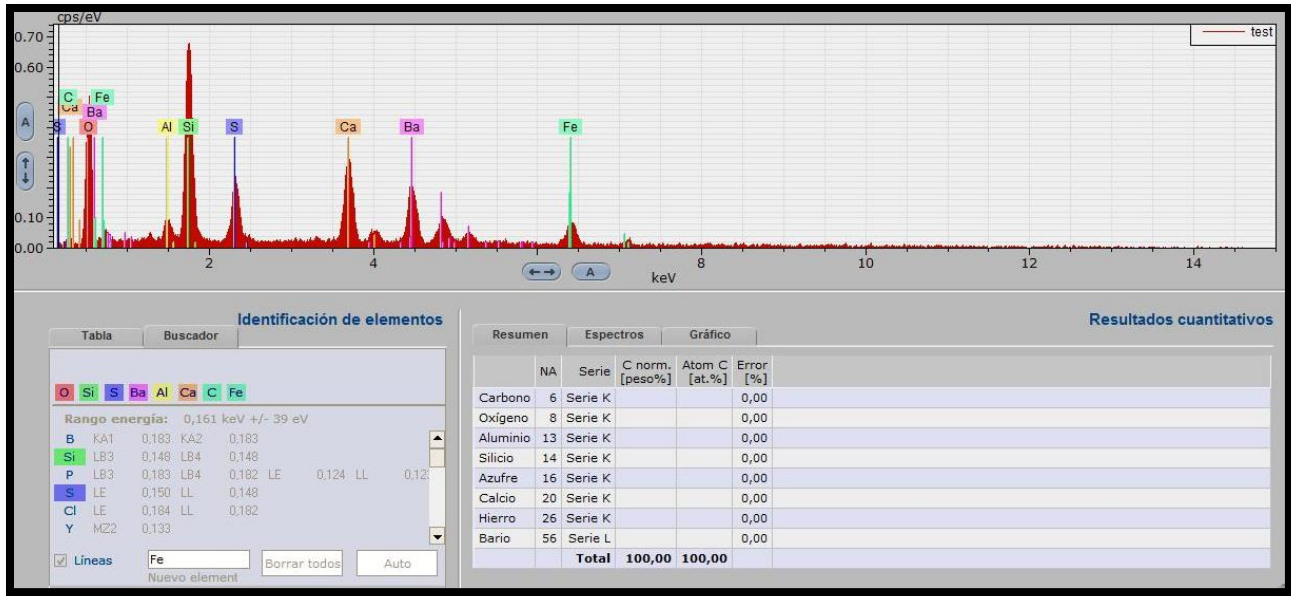 cps/eV
test
0.70
0.60
C Fe
Ca Ba
S O Al Si S Ca Ba Fe
A
0.10
0.00
2 4 8 10 12 14
A
keV
Identificación de elementos
Tabla Buscador
O Si S Ba Al Ca C Fe
Rango energía: 0,161 keV +/- 39 eV
B KA1 0,183 KA2 0,183
Si LB3 0,148 LB4 0,148
P LB3 0,183 LB4 0,182 LE 0,124 LL
S LE 0,150 LL 0,148
Cl LE 0,184 LL 0,182
Y MZ2 0,133
Líneas Fe Borrar todos Auto
Nuevo element
Resultados cuantitativos
Resumen Espectros Gráfico
NA Serie C norm. Atom C Error
[peso%] [at.%] [%]
Carbono 6 Serie K 0,00
Oxígeno 8 Serie K 0,00
Aluminio 13 Serie K 0,00
Silicio 14 Serie K 0,00
Azufre 16 Serie K 0,00
Calcio 20 Serie K 0,00
Hierro 26 Serie K 0,00
Bario 56 Serie L 0,00
Total 100,00 100,00